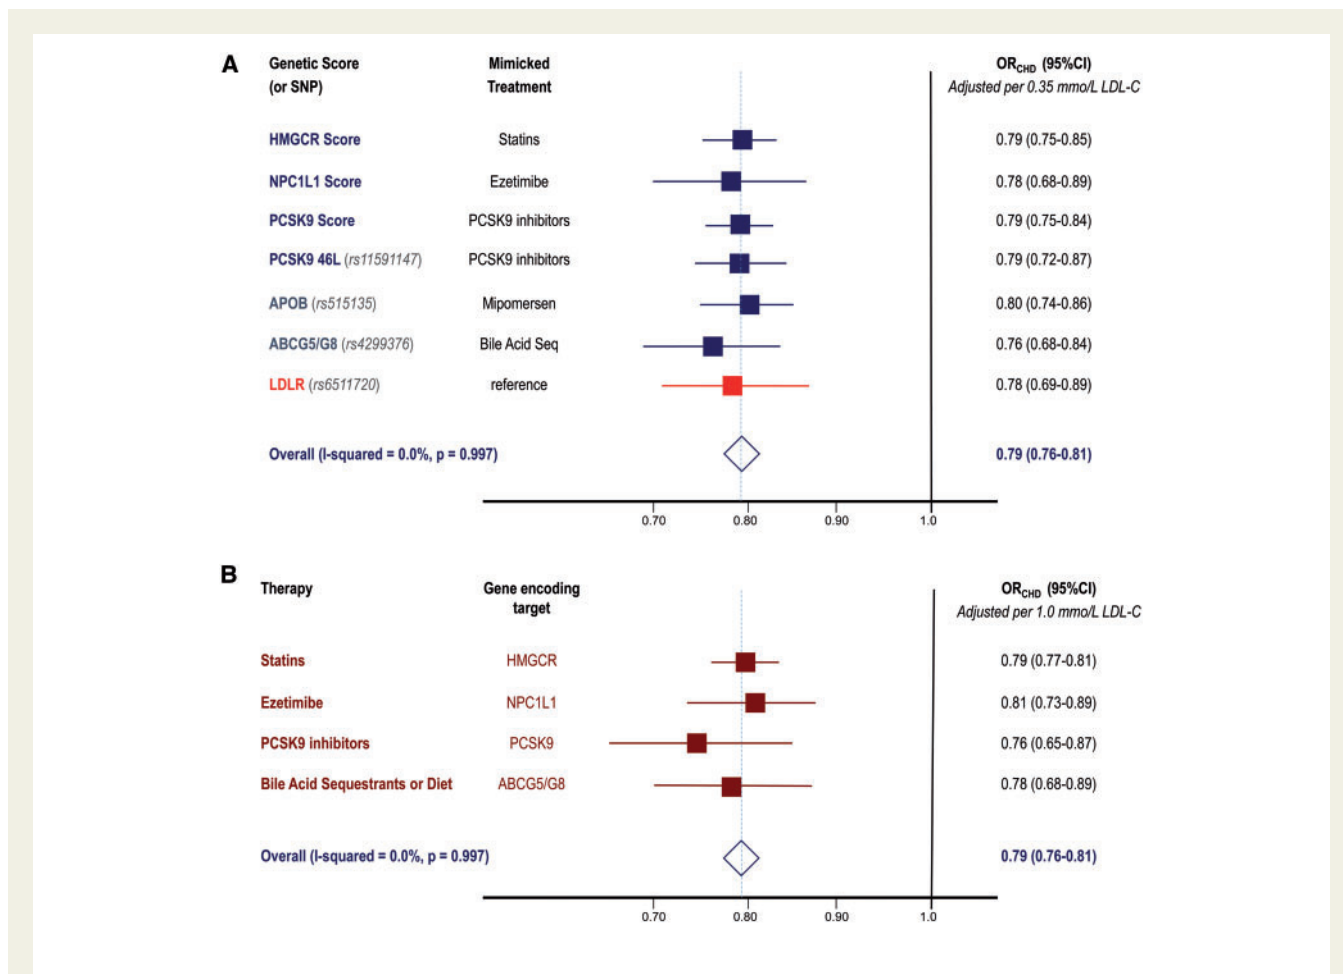 A
Genetic Score (or SNP) Mimicked Treatment OR_CHD (95%CI)
Adjusted per 0.35 mmo/L LDL-C
HMGCR Score Statins 0.79 (0.75-0.85)
NPC1L1 Score Ezetimibe 0.78 (0.68-0.89)
PCSK9 Score PCSK9 inhibitors 0.79 (0.75-0.84)
PCSK9 46L (rs11591147) PCSK9 inhibitors 0.79 (0.72-0.87)
APOB (rs515135) Mipomersen 0.80 (0.74-0.86)
ABCG5/G8 (rs4299376) Bile Acid Seq 0.76 (0.68-0.84)
LDLR (rs6511720) reference 0.78 (0.69-0.89)
Overall (I-squared = 0.0%, p = 0.997) 0.79 (0.76-0.81)
0.70 0.80 0.90 1.0
B
Therapy Gene encoding target OR_CHD (95%CI)
Adjusted per 1.0 mmo/L LDL-C
Statins HMGCR 0.79 (0.77-0.81)
Ezetimibe NPC1L1 0.81 (0.73-0.89)
PCSK9 inhibitors PCSK9 0.76 (0.65-0.87)
Bile Acid Sequestrants or Diet ABCG5/G8 0.78 (0.68-0.89)
Overall (I-squared = 0.0%, p = 0.997) 0.79 (0.76-0.81)
0.70 0.80 0.90 1.0